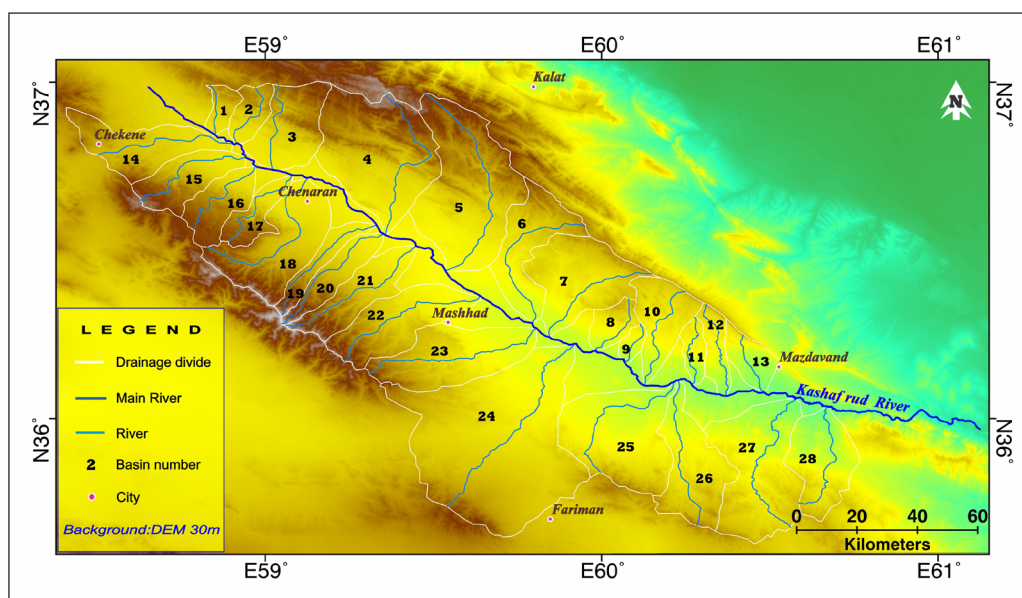 E59° E60° E61°
N37°
N37°
N
Kalat
Chekene
Chenaran
Mashhad
Mazdavand
Kashaf rud River
Fariman
1
2
3
4
5
6
7
8
9
10
11
12
13
14
15
16
17
18
19
20
21
22
23
24
25
26
27
28
N36°
N36°
LEGEND
Drainage divide
Main River
River
2 Basin number
City
Background:DEM 30m
0 20 40 60
Kilometers
E59° E60° E61°